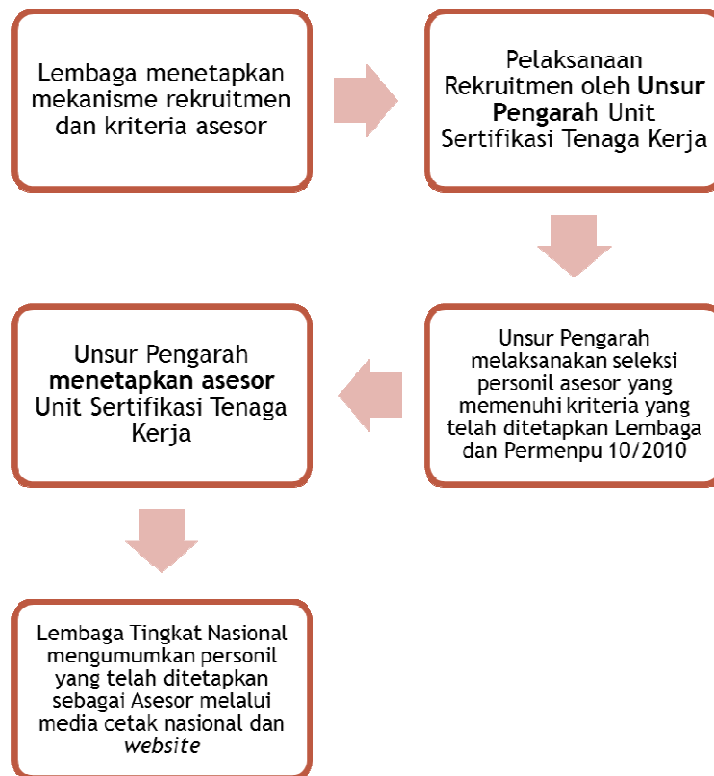 Lembaga menetapkan
mekanisme rekruitmen
dan kriteria asesor
Pelaksanaan
Rekruitmen oleh Unsur
Pengarah Unit
Sertifikasi Tenaga Kerja
Unsur Pengarah
melaksanakan seleksi
personil asesor yang
memenuhi kriteria yang
telah ditetapkan Lembaga
dan Permenpu 10/2010
Unsur Pengarah
menetapkan asesor
Unit Sertifikasi Tenaga
Kerja
Lembaga Tingkat Nasional
mengumumkan personil
yang telah ditetapkan
sebagai Asesor melalui
media cetak nasional dan
website